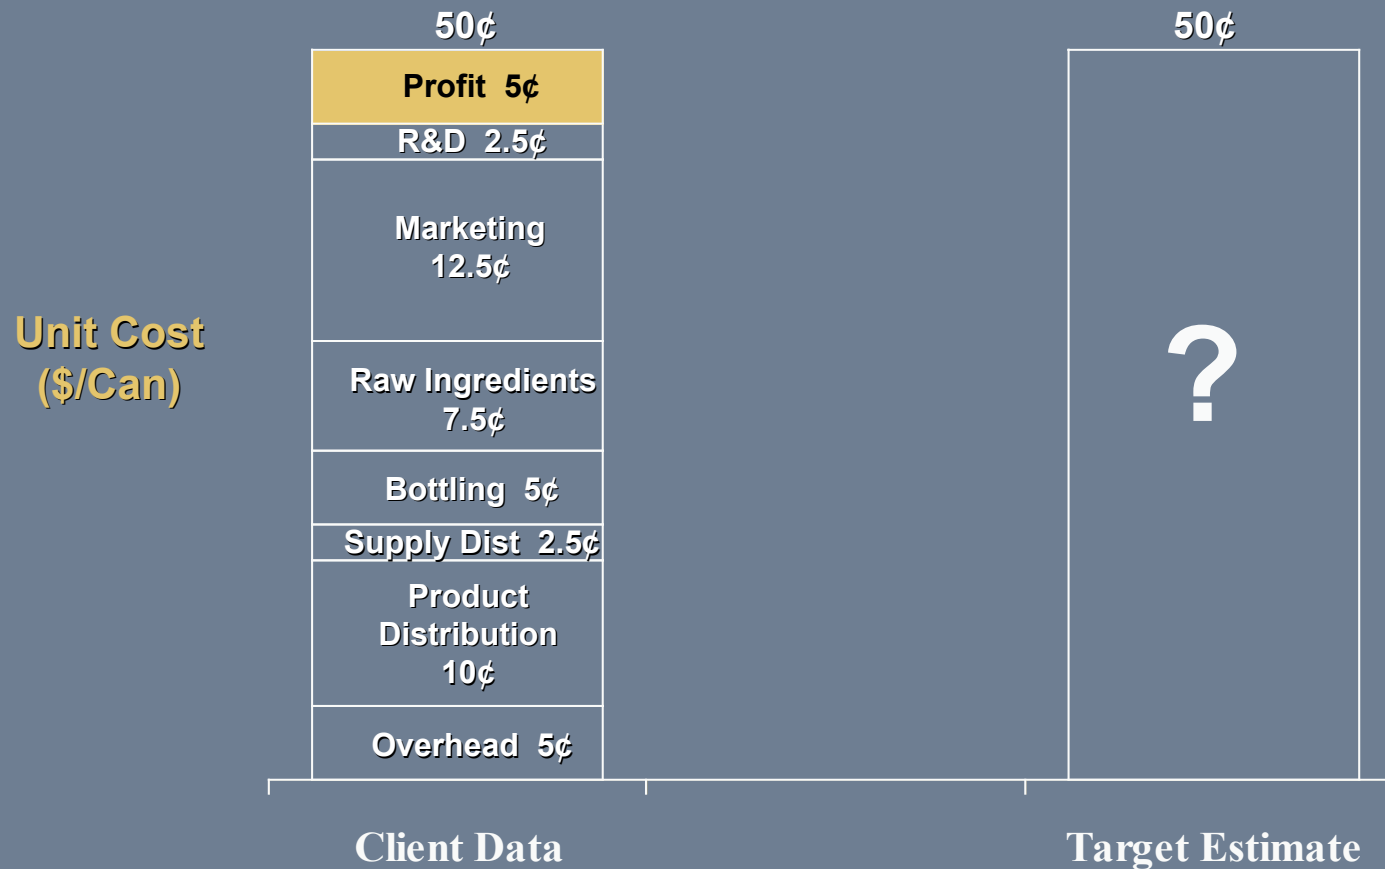 50¢
50¢
Profit 5¢
R&D 2.5¢
Marketing
12.5¢
Unit Cost
($/Can)
Raw Ingredients
7.5¢
?
Bottling 5¢
Supply Dist 2.5¢
Product
Distribution
10¢
Overhead 5¢
Client Data
Target Estimate